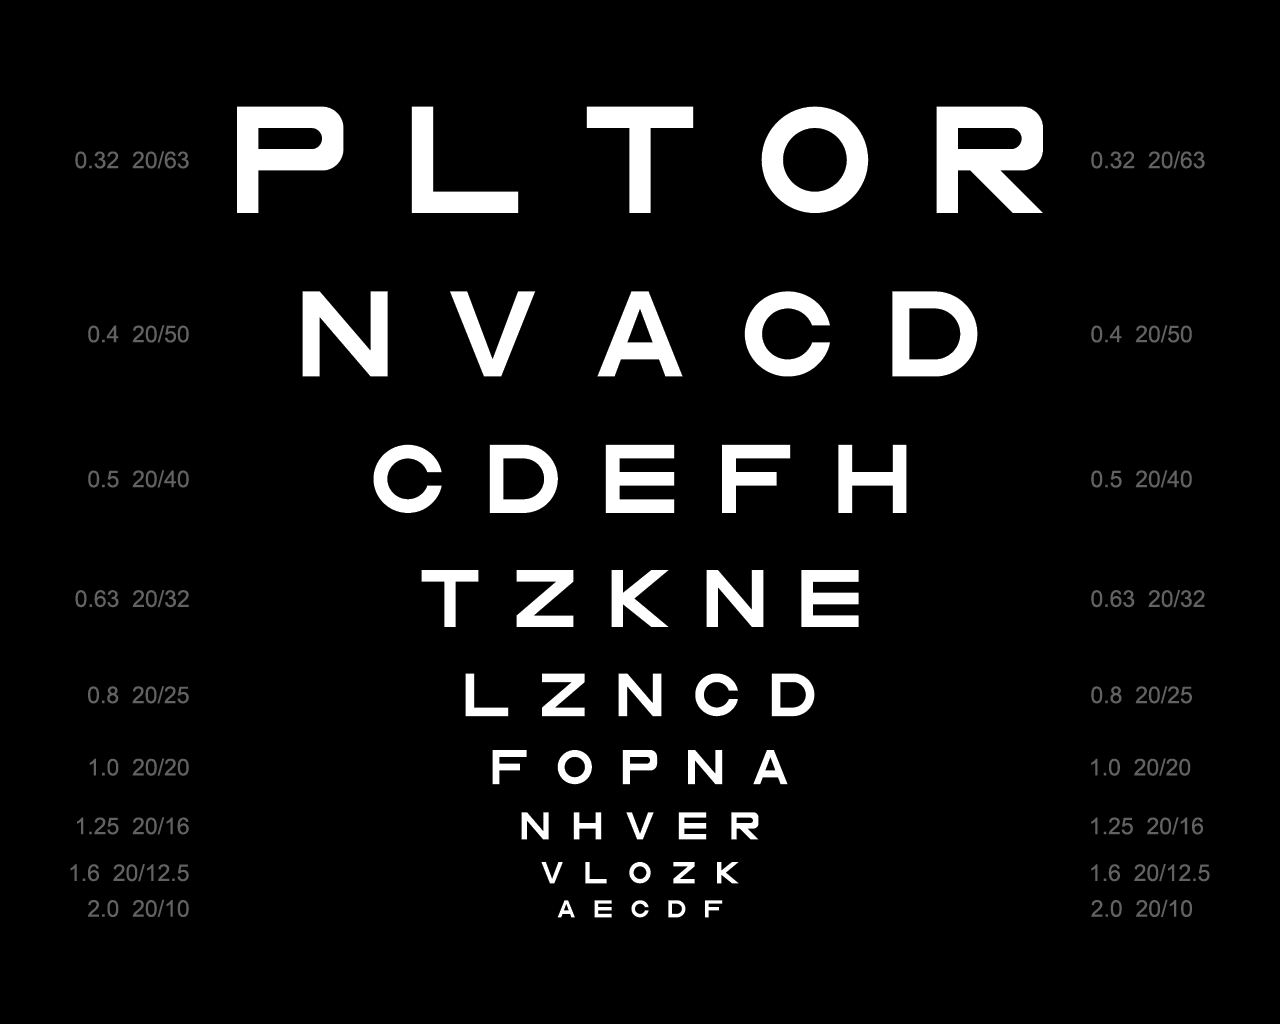 0.32 20/63 P L T O R 0.32 20/63
0.4 20/50 N V A C D 0.4 20/50
0.5 20/40 C D E F H 0.5 20/40
0.63 20/32 T Z K N E 0.63 20/32
0.8 20/25 L Z N C D 0.8 20/25
1.0 20/20 F O P N A 1.0 20/20
1.25 20/16 N H V E R 1.25 20/16
1.6 20/12.5 V L O Z K 1.6 20/12.5
2.0 20/10 A E C D F 2.0 20/10